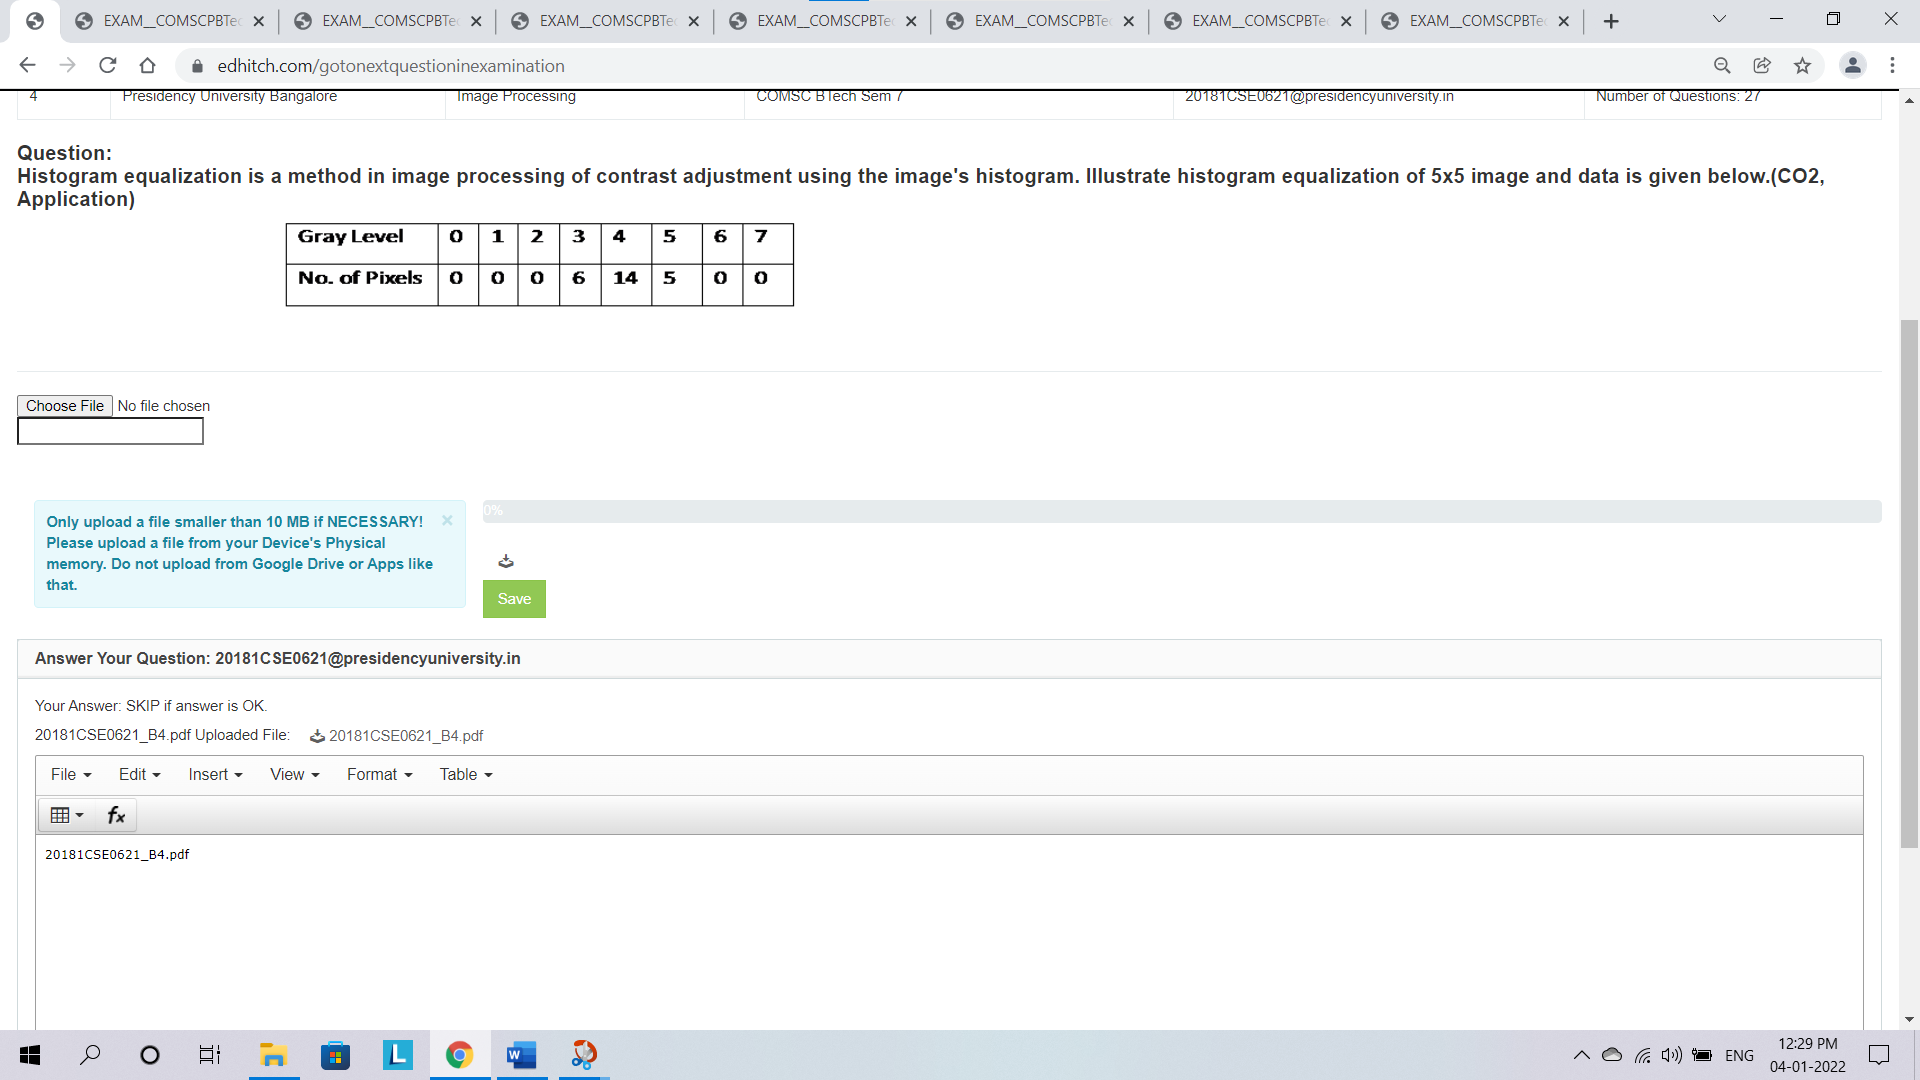 EXAM__COMSCPBTec EXAM__COMSCPBTec EXAM__COMSCPBTec EXAM__COMSCPBTec EXAM__COMSCPBTec EXAM__COMSCPBTec EXAM__COMSCPBTec
edhitch.com/gotonextquestioninexamination
4 Presidency University Bangalore Image Processing COMSC BTech Sem 7 20181CSE0621@presidencyuniversity.in Number of Questions: 27
Question:
Histogram equalization is a method in image processing of contrast adjustment using the image's histogram. Illustrate histogram equalization of 5x5 image and data is given below.(CO2,
Application)
Gray Level 0 1 2 3 4 5 6 7
No. of Pixels 0 0 0 6 14 5 0 0
Choose File No file chosen
Only upload a file smaller than 10 MB if NECESSARY! ×
Please upload a file from your Device's Physical
memory. Do not upload from Google Drive or Apps like
that.
0%
Save
Answer Your Question: 20181CSE0621@presidencyuniversity.in
Your Answer: SKIP if answer is OK.
20181CSE0621_B4.pdf Uploaded File: 20181CSE0621_B4.pdf
File Edit Insert View Format Table
fx
20181CSE0621_B4.pdf
L W ENG 12:29 PM
04-01-2022